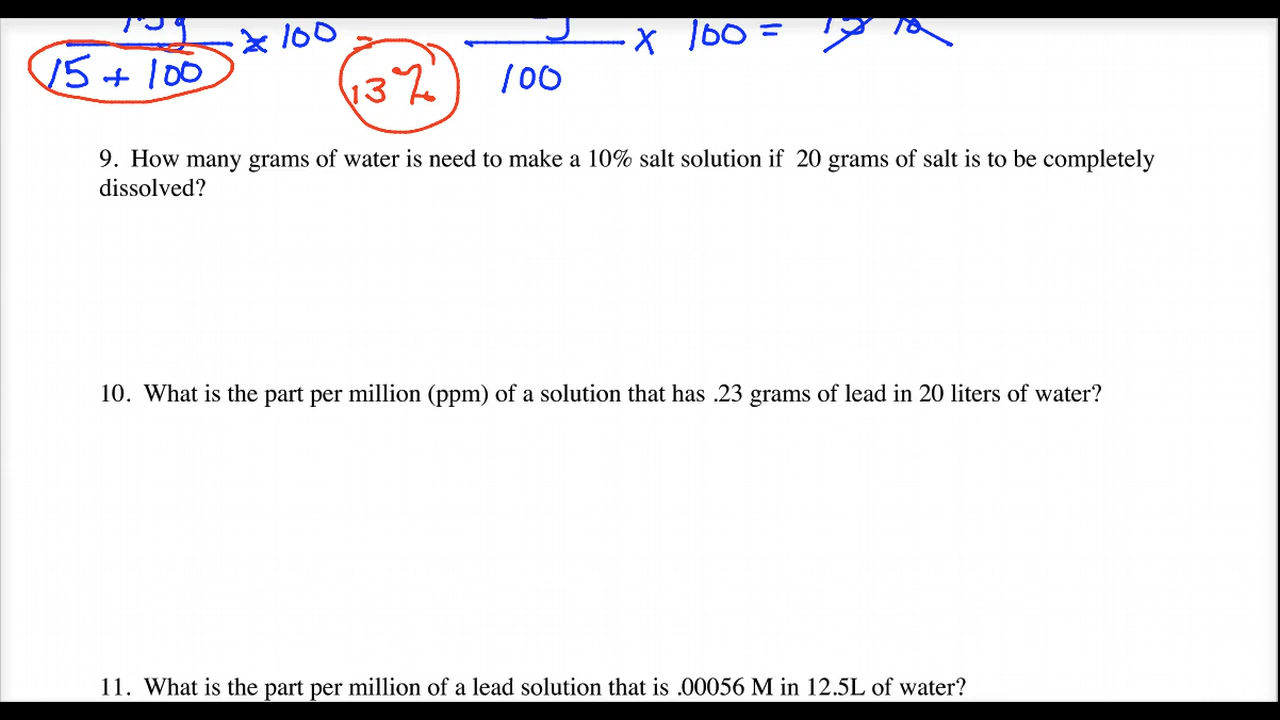 15g × 100 = g × 100 = 15 %
15 + 100 13% 100
9. How many grams of water is need to make a 10% salt solution if 20 grams of salt is to be completely
dissolved?
10. What is the part per million (ppm) of a solution that has .23 grams of lead in 20 liters of water?
11. What is the part per million of a lead solution that is .00056 M in 12.5L of water?